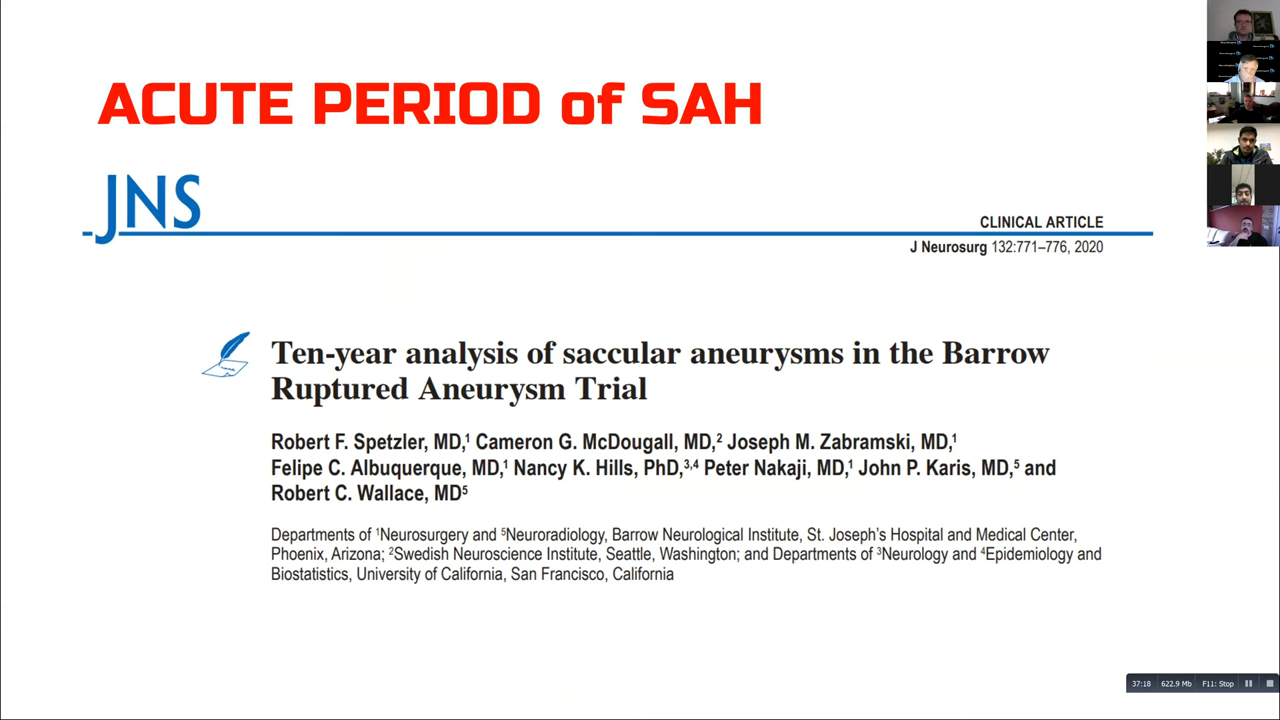 ACUTE PERIOD of SAH
JNS
CLINICAL ARTICLE
J Neurosurg 132:771–776, 2020
Ten-year analysis of saccular aneurysms in the Barrow
Ruptured Aneurysm Trial
Robert F. Spetzler, MD,¹ Cameron G. McDougall, MD,² Joseph M. Zabramski, MD,¹
Felipe C. Albuquerque, MD,¹ Nancy K. Hills, PhD,³,⁴ Peter Nakaji, MD,¹ John P. Karis, MD,⁵ and
Robert C. Wallace, MD⁵
Departments of ¹Neurosurgery and ⁵Neuroradiology, Barrow Neurological Institute, St. Joseph’s Hospital and Medical Center,
Phoenix, Arizona; ²Swedish Neuroscience Institute, Seattle, Washington; and Departments of ³Neurology and ⁴Epidemiology and
Biostatistics, University of California, San Francisco, California
37:18 622.9 Mb F11: Stop